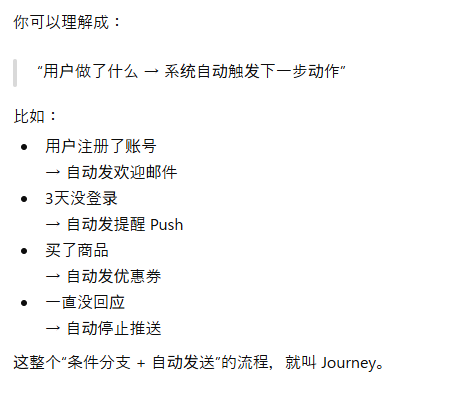 你可以理解成：
“用户做了什么 → 系统自动触发下一步动作”
比如：
• 用户注册了账号
→ 自动发欢迎邮件
• 3天没登录
→ 自动发提醒 Push
• 买了商品
→ 自动发优惠券
• 一直没回应
→ 自动停止推送
这整个“条件分支 + 自动发送”的流程，就叫 Journey。